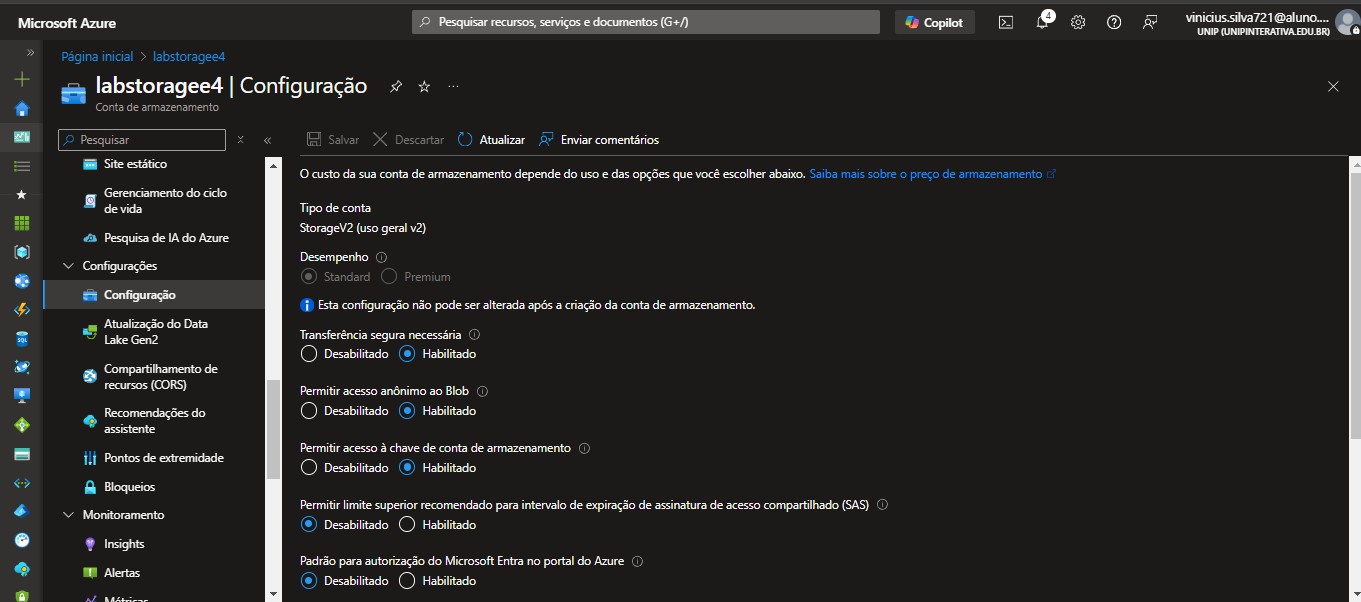 Microsoft Azure
Pesquisar recursos, serviços e documentos (G+/)
Copilot
4
vinicius.silva721@aluno....
UNIP (UNIPINTERATIVA.EDU.BR)
Página inicial > labstoragee4
labstoragee4 | Configuração
Conta de armazenamento
Pesquisar
Site estático
Gerenciamento do ciclo
de vida
Pesquisa de IA do Azure
Configurações
Configuração
Atualização do Data
Lake Gen2
Compartilhamento de
recursos (CORS)
Recomendações do
assistente
Pontos de extremidade
Bloqueios
Monitoramento
Insights
Alertas
Métricas
Salvar Descartar Atualizar Enviar comentários
O custo da sua conta de armazenamento depende do uso e das opções que você escolher abaixo. Saiba mais sobre o preço de armazenamento
Tipo de conta
StorageV2 (uso geral v2)
Desempenho
Standard Premium
Esta configuração não pode ser alterada após a criação da conta de armazenamento.
Transferência segura necessária
Desabilitado Habilitado
Permitir acesso anônimo ao Blob
Desabilitado Habilitado
Permitir acesso à chave de conta de armazenamento
Desabilitado Habilitado
Permitir limite superior recomendado para intervalo de expiração de assinatura de acesso compartilhado (SAS)
Desabilitado Habilitado
Padrão para autorização do Microsoft Entra no portal do Azure
Desabilitado Habilitado